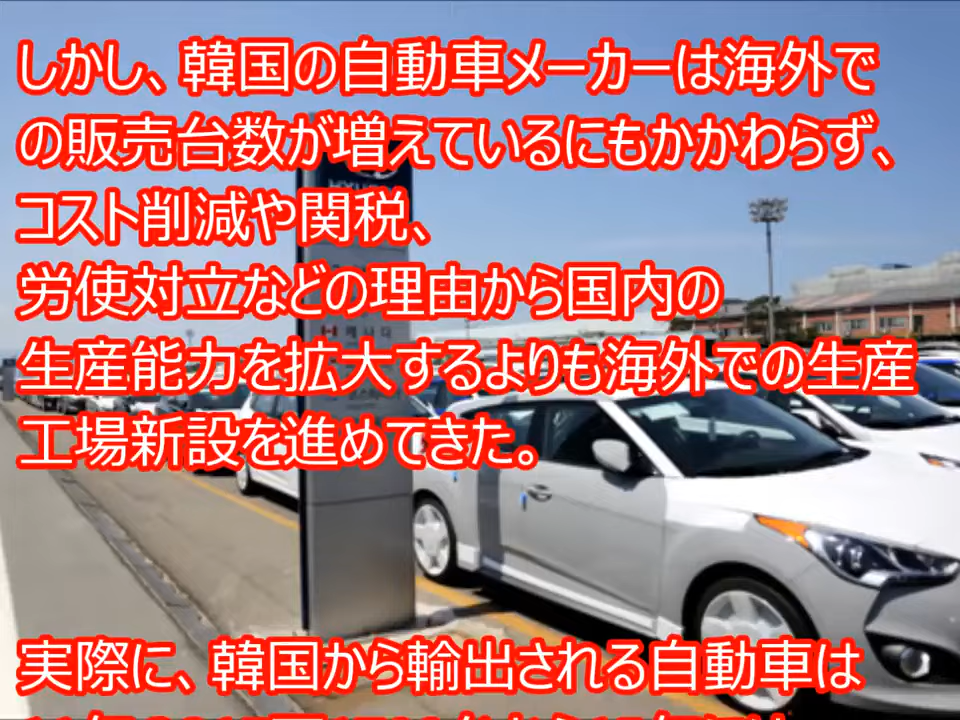 しかし、韓国の自動車メーカーは海外で
の販売台数が増えているにもかかわらず、
コスト削減や関税、
労使対立などの理由から国内の
生産能力を拡大するよりも海外での生産
工場新設を進めてきた。
実際に、韓国から輸出される自動車は